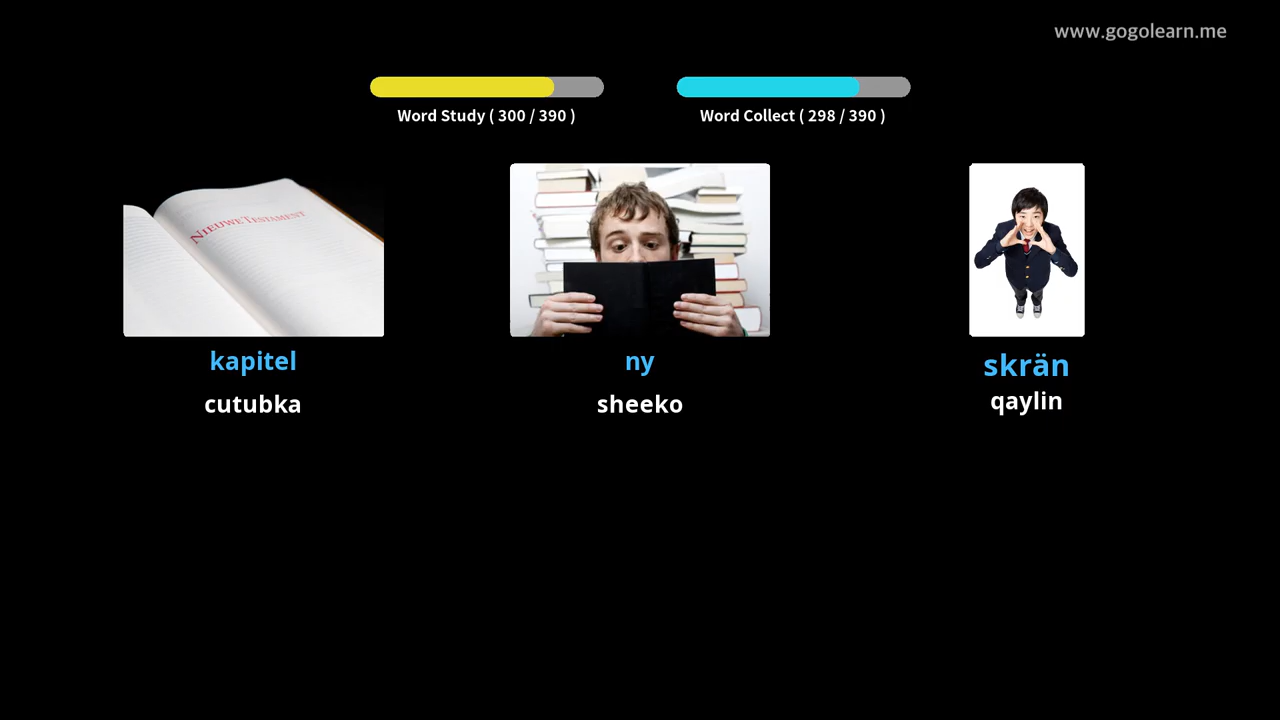 www.gogolearn.me
Word Study ( 300 / 390 )
Word Collect ( 298 / 390 )
NIEUWE TESTAMENT
kapitel
ny
skrän
cutubka
sheeko
qaylin